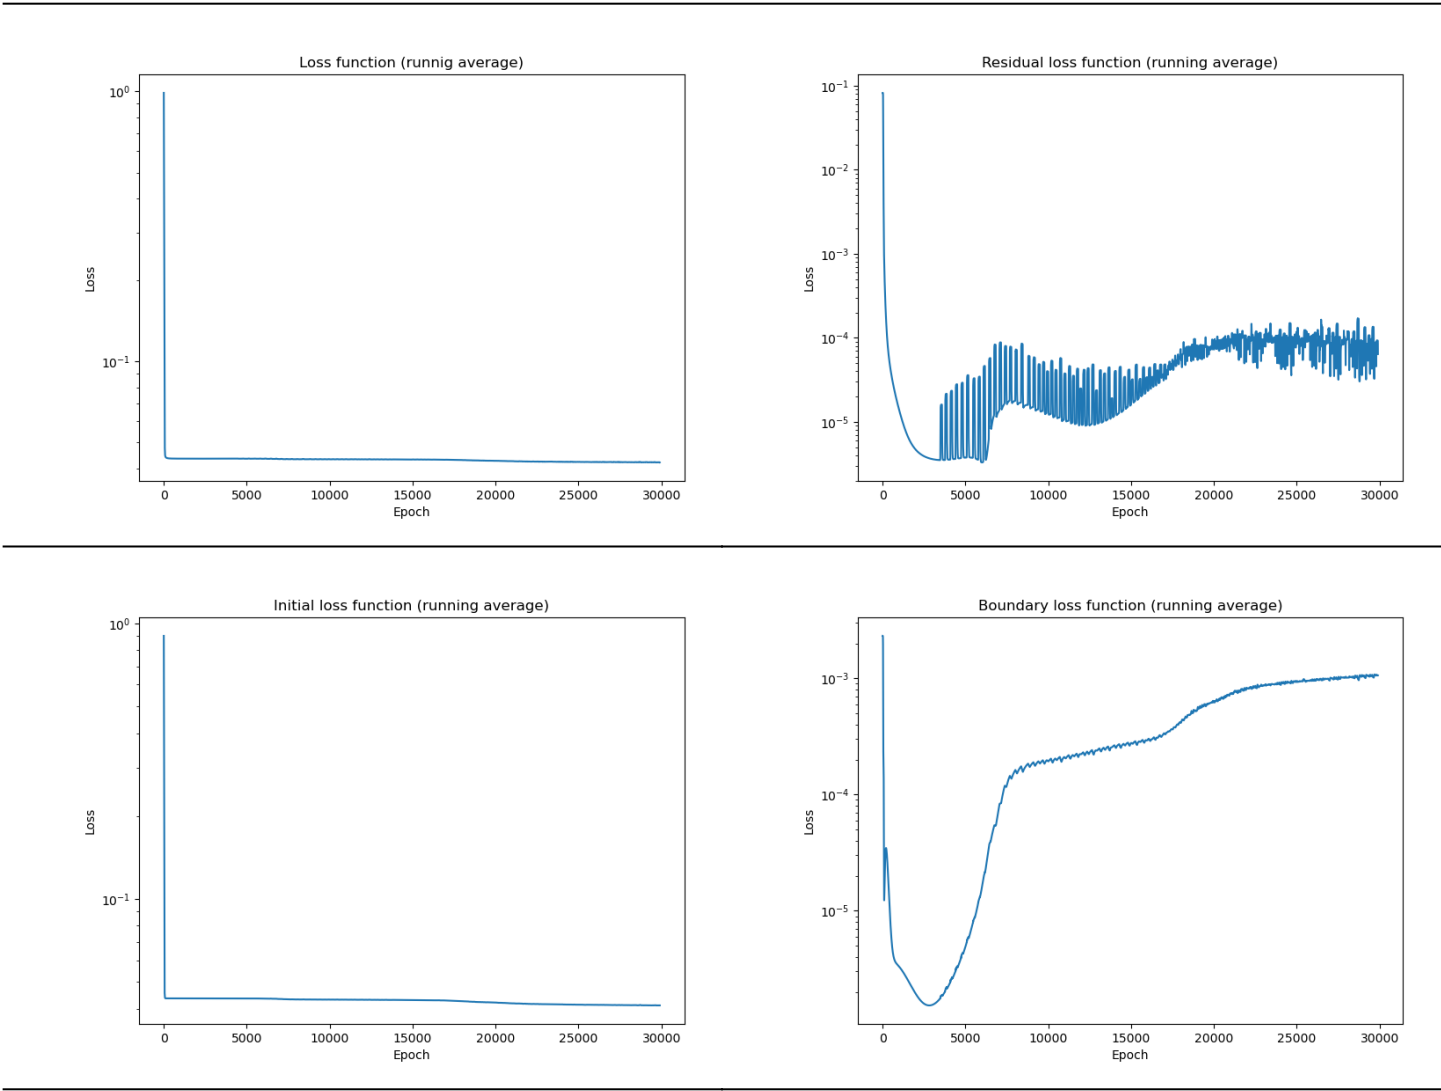 Loss function (runnig average)
10⁰
10⁻¹
Loss
0 5000 10000 15000 20000 25000 30000
Epoch
Residual loss function (running average)
10⁻¹
10⁻²
10⁻³
10⁻⁴
10⁻⁵
Loss
0 5000 10000 15000 20000 25000 30000
Epoch
Initial loss function (running average)
10⁰
10⁻¹
Loss
0 5000 10000 15000 20000 25000 30000
Epoch
Boundary loss function (running average)
10⁻³
10⁻⁴
10⁻⁵
Loss
0 5000 10000 15000 20000 25000 30000
Epoch